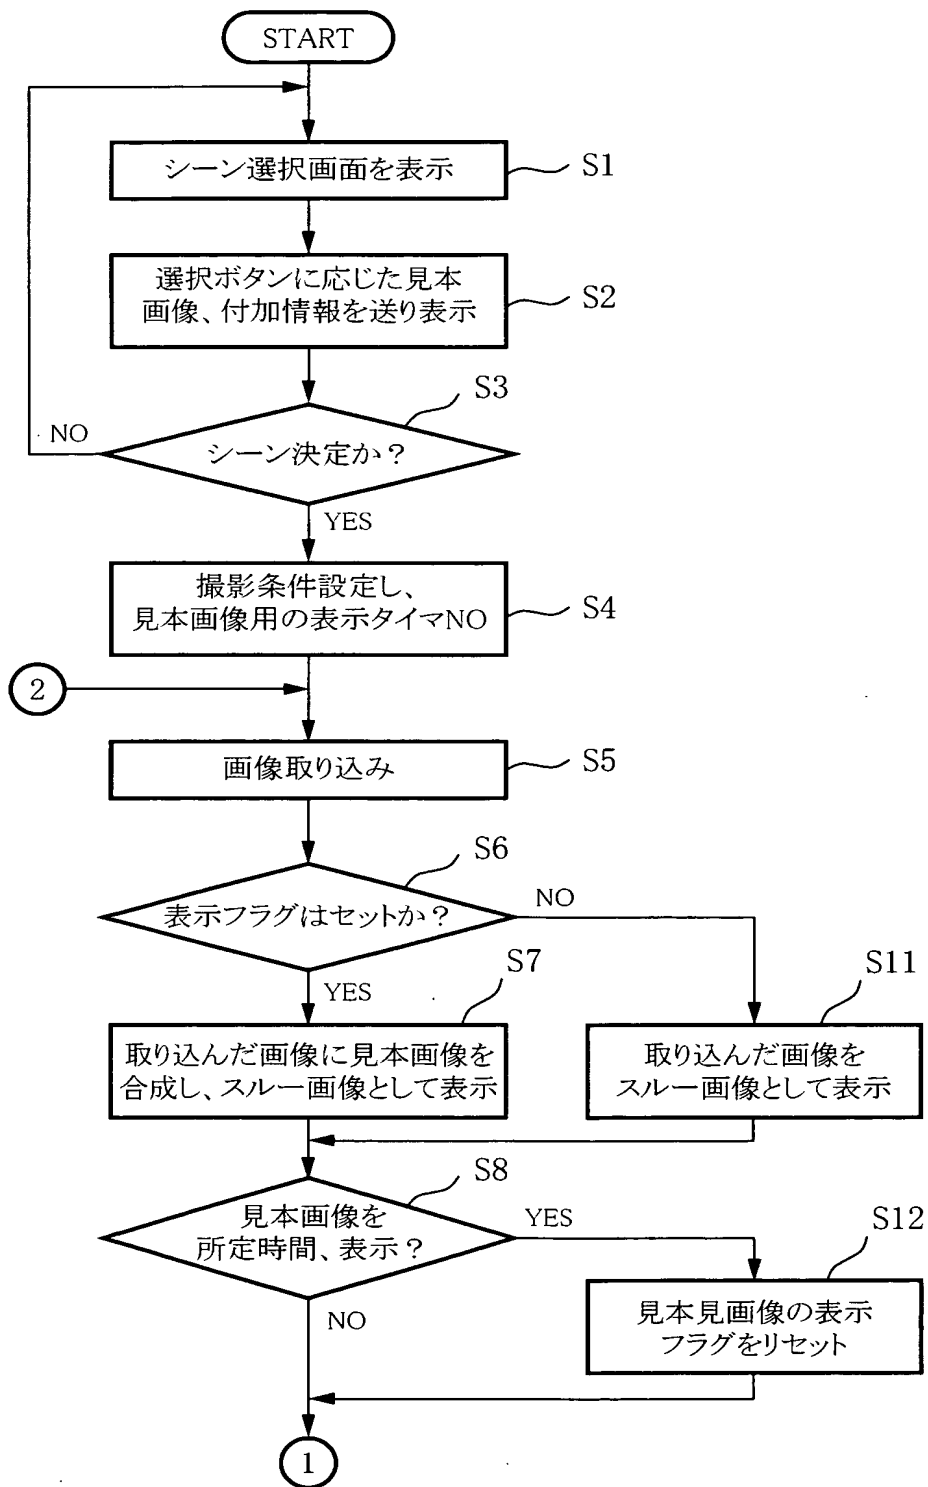 START
シーン選択画面を表示
S1
選択ボタンに応じた見本
画像、付加情報を送り表示
S2
S3
NO
シーン決定か?
YES
撮影条件設定し、
見本画像用の表示タイマNO
S4
2
画像取り込み
S5
S6
表示フラグはセットか?
NO
YES
S7
取り込んだ画像に見本画像を
合成し、スルー画像として表示
S11
取り込んだ画像を
スルー画像として表示
S8
見本画像を
所定時間、表示?
YES
NO
S12
見本見画像の表示
フラグをリセット
1